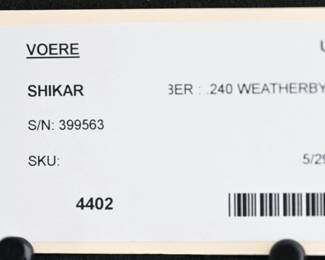 VOERE U
SHIKAR BER : .240 WEATHERBY
S/N: 399563
SKU: 5/29
4402